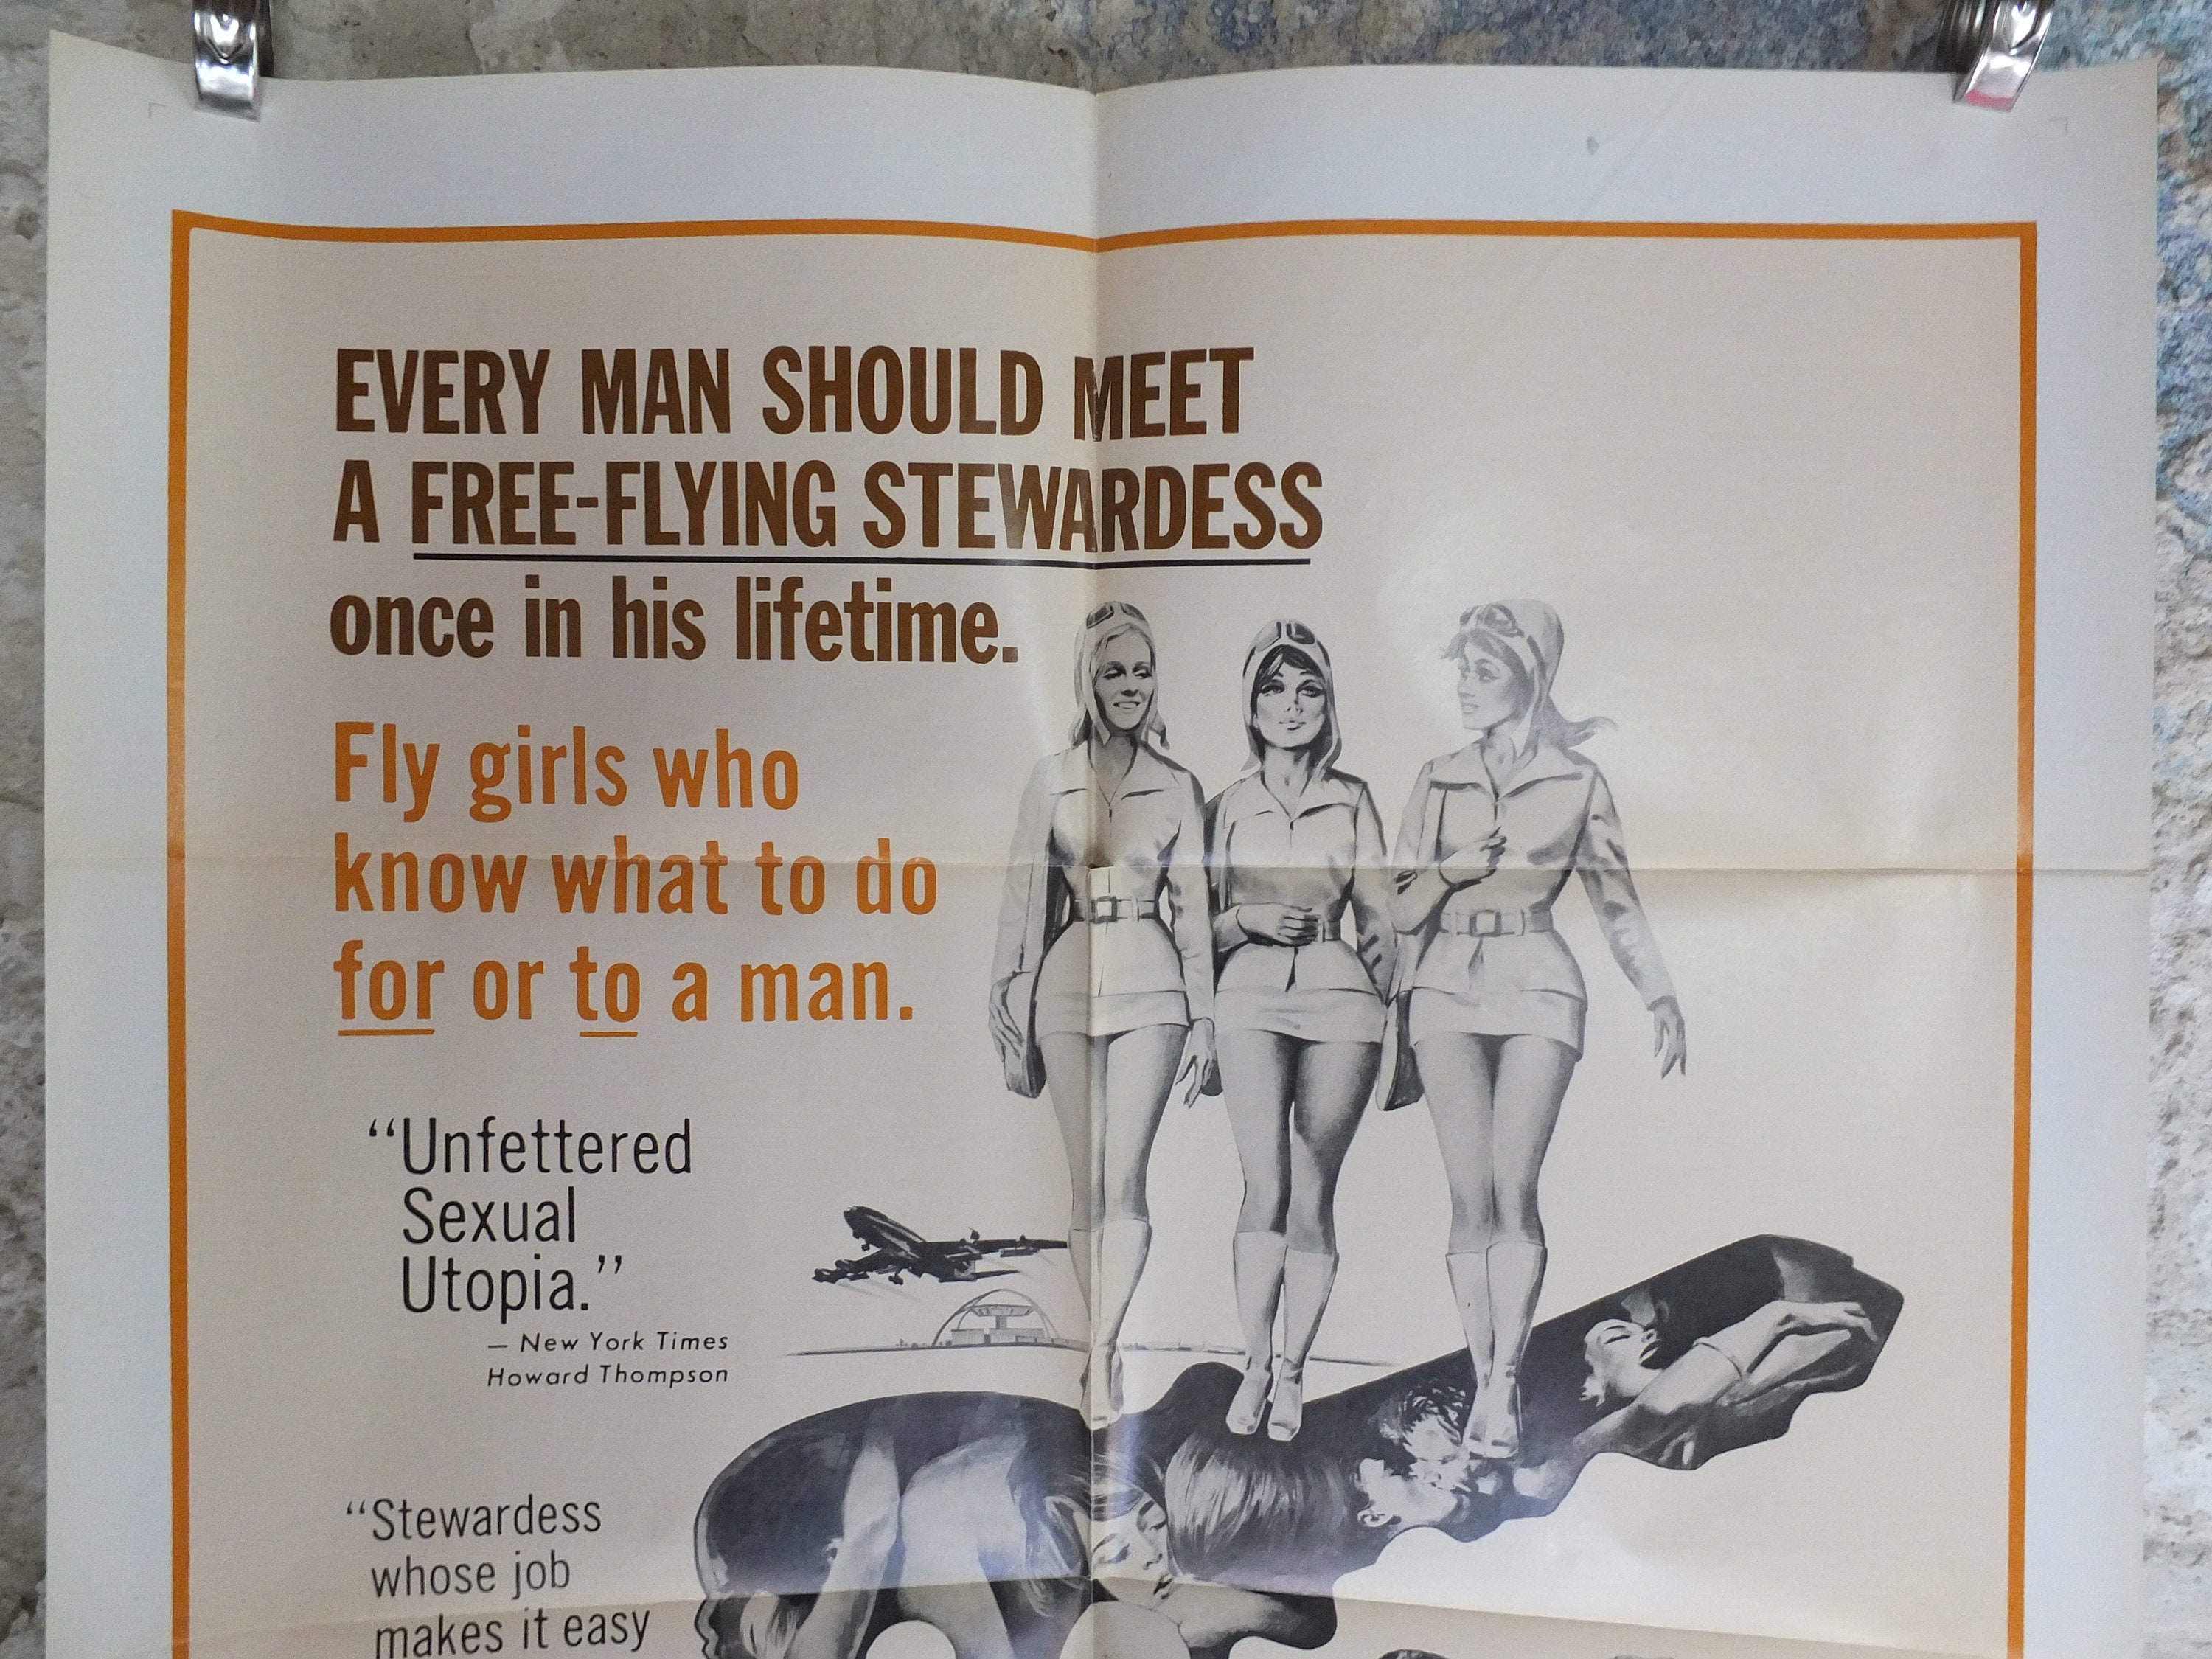 EVERY MAN SHOULD MEET
A FREE-FLYING STEWARDESS
once in his lifetime.
Fly girls who
know what to do
for or to a man.
“Unfettered
Sexual
Utopia.”
— New York Times
Howard Thompson
“Stewardess
whose job
makes it easy